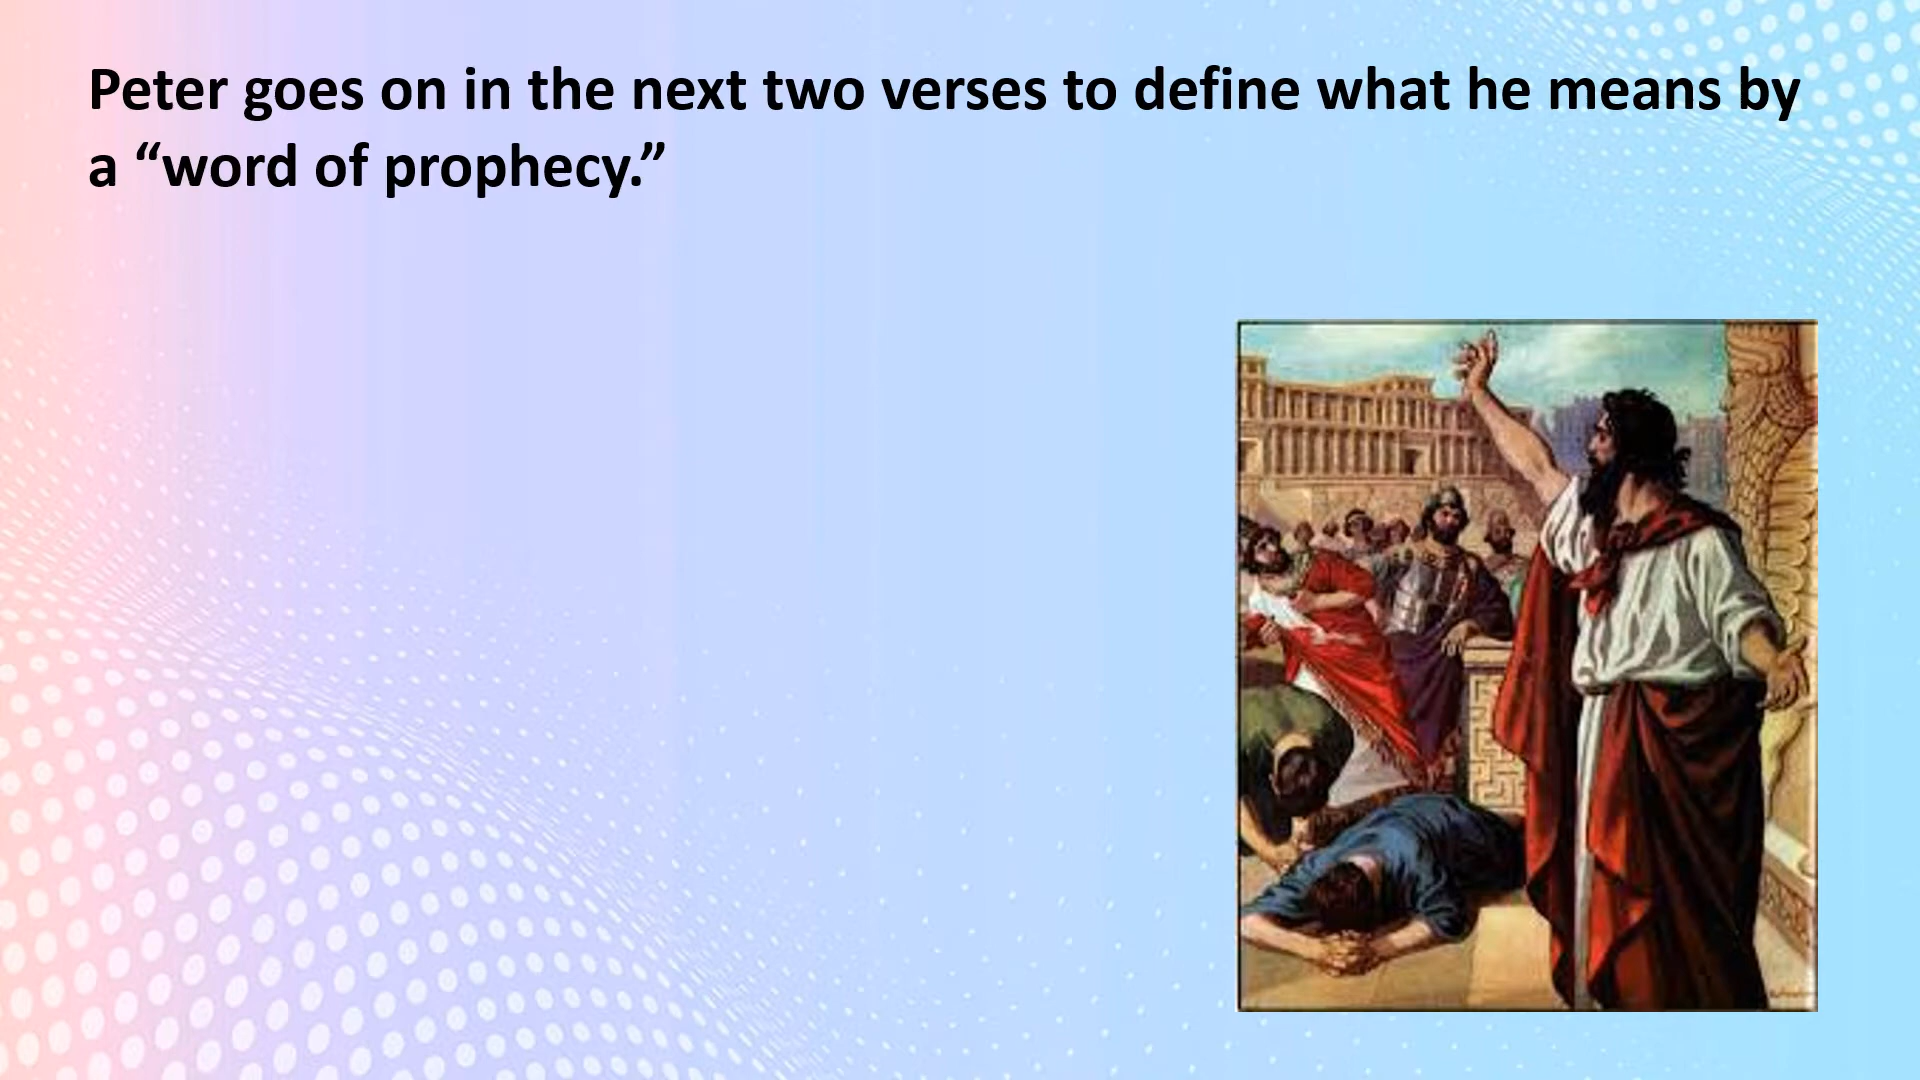 Peter goes on in the next two verses to define what he means by
a “word of prophecy.”